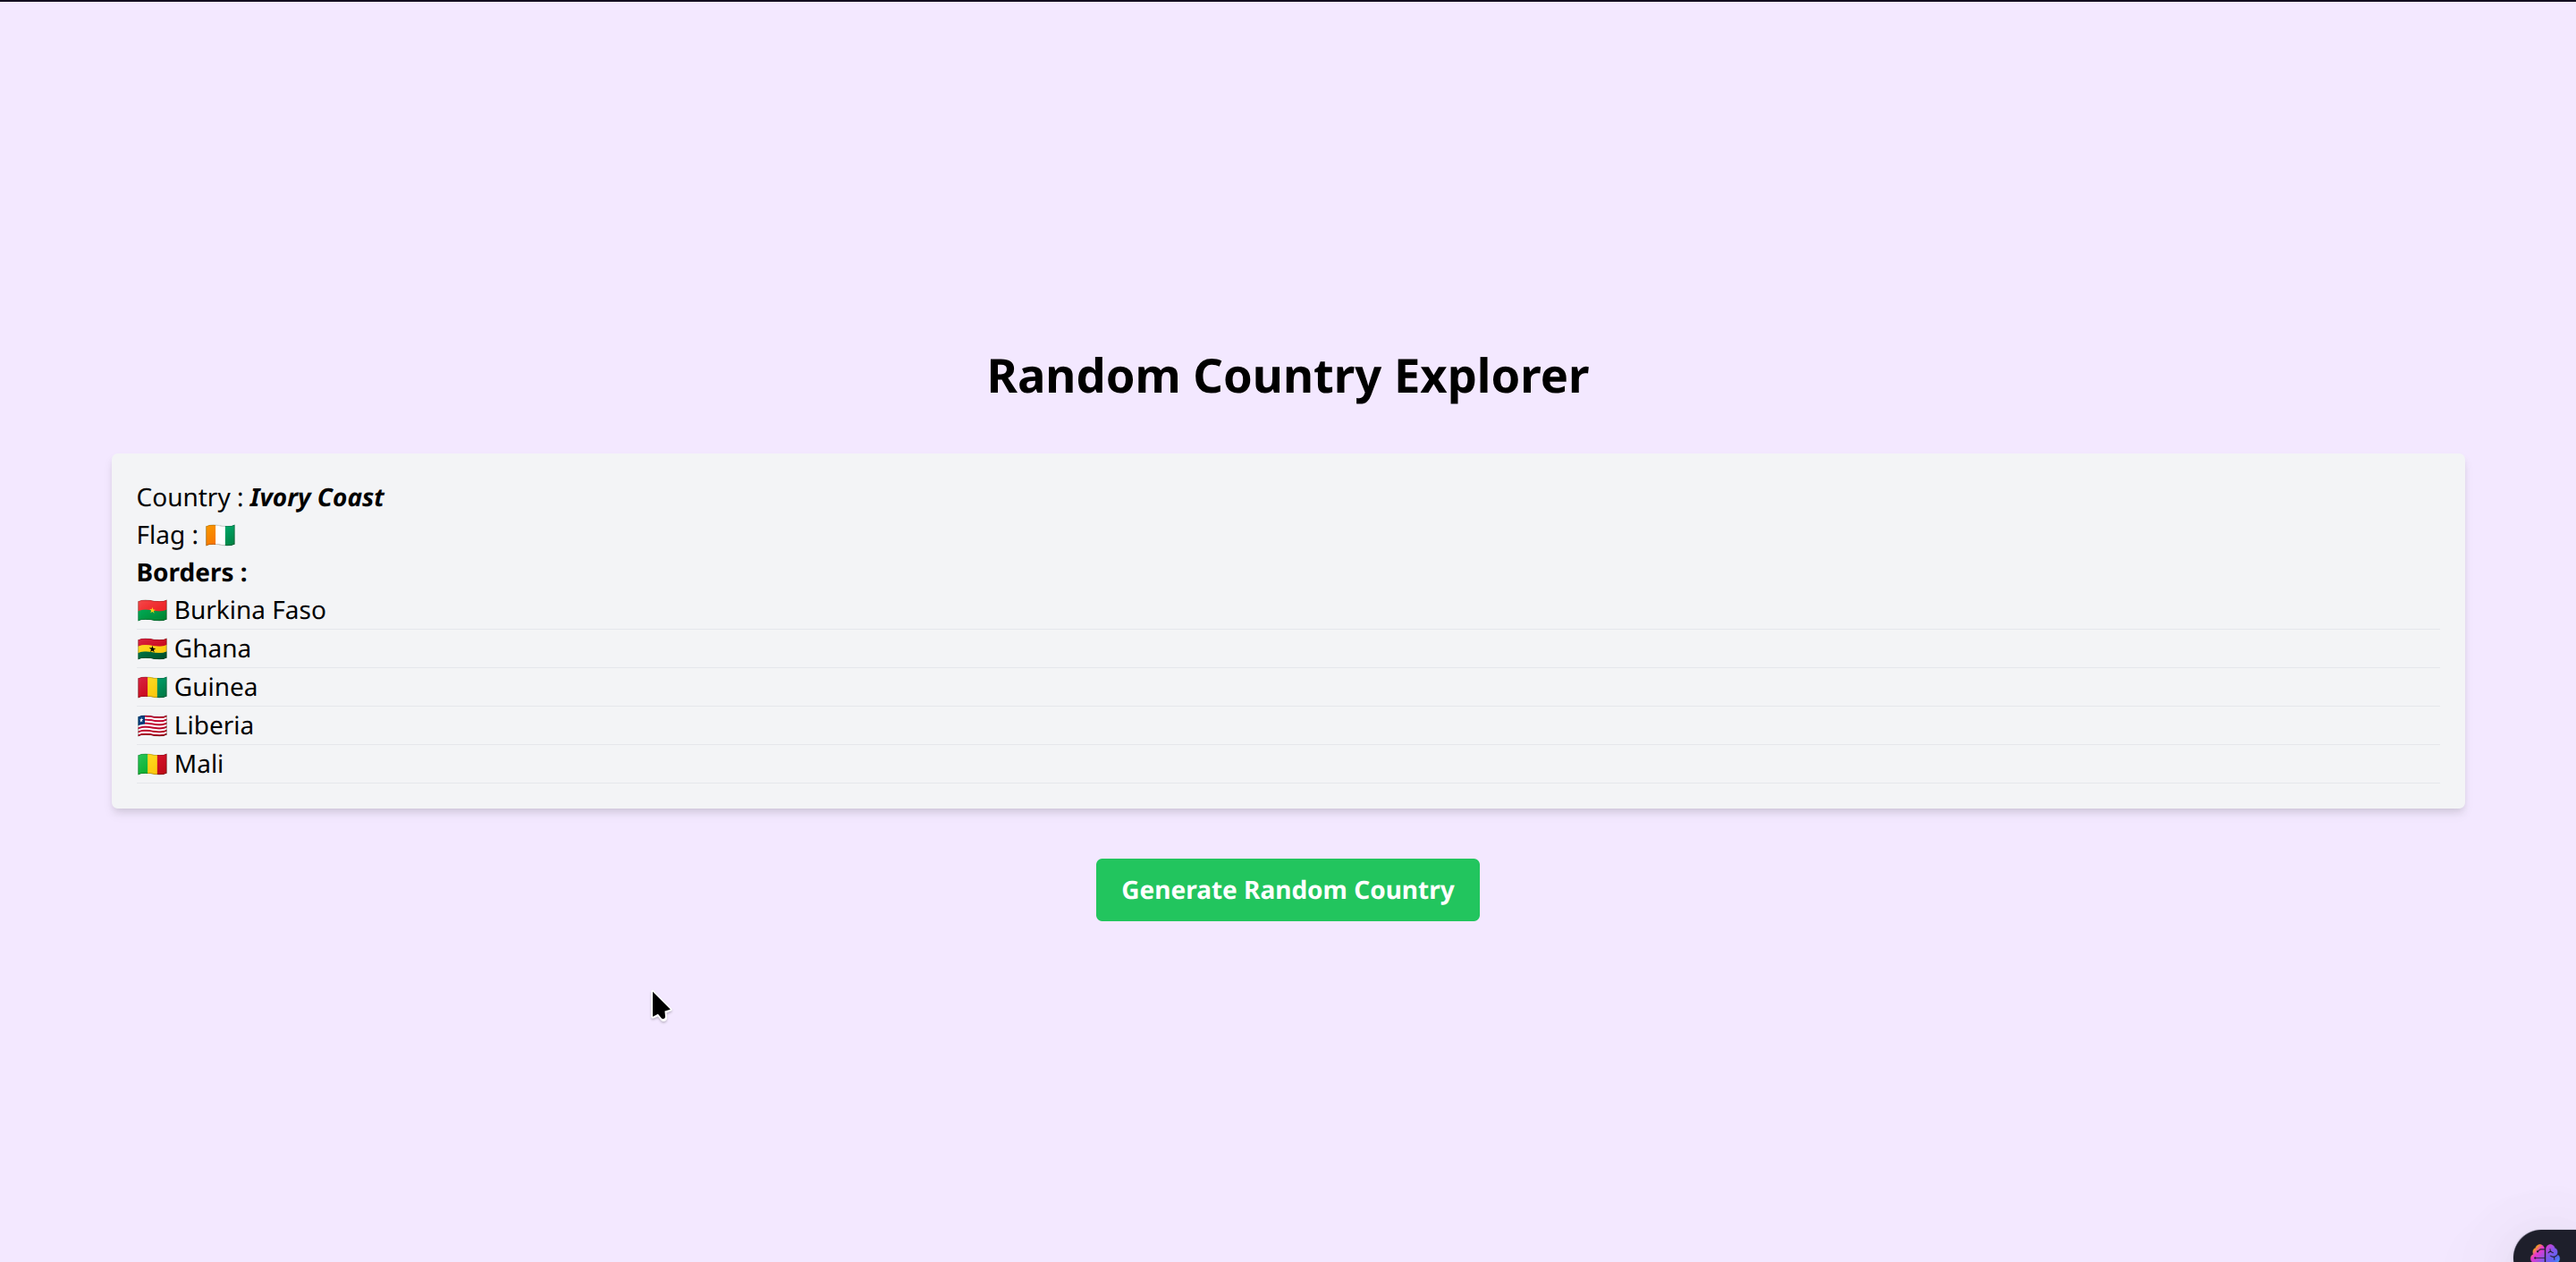 Random Country Explorer
Country : Ivory Coast
Flag : 🇨🇮
Borders :
🇧🇫 Burkina Faso
🇬🇭 Ghana
🇬🇳 Guinea
🇱🇷 Liberia
🇲🇱 Mali
Generate Random Country